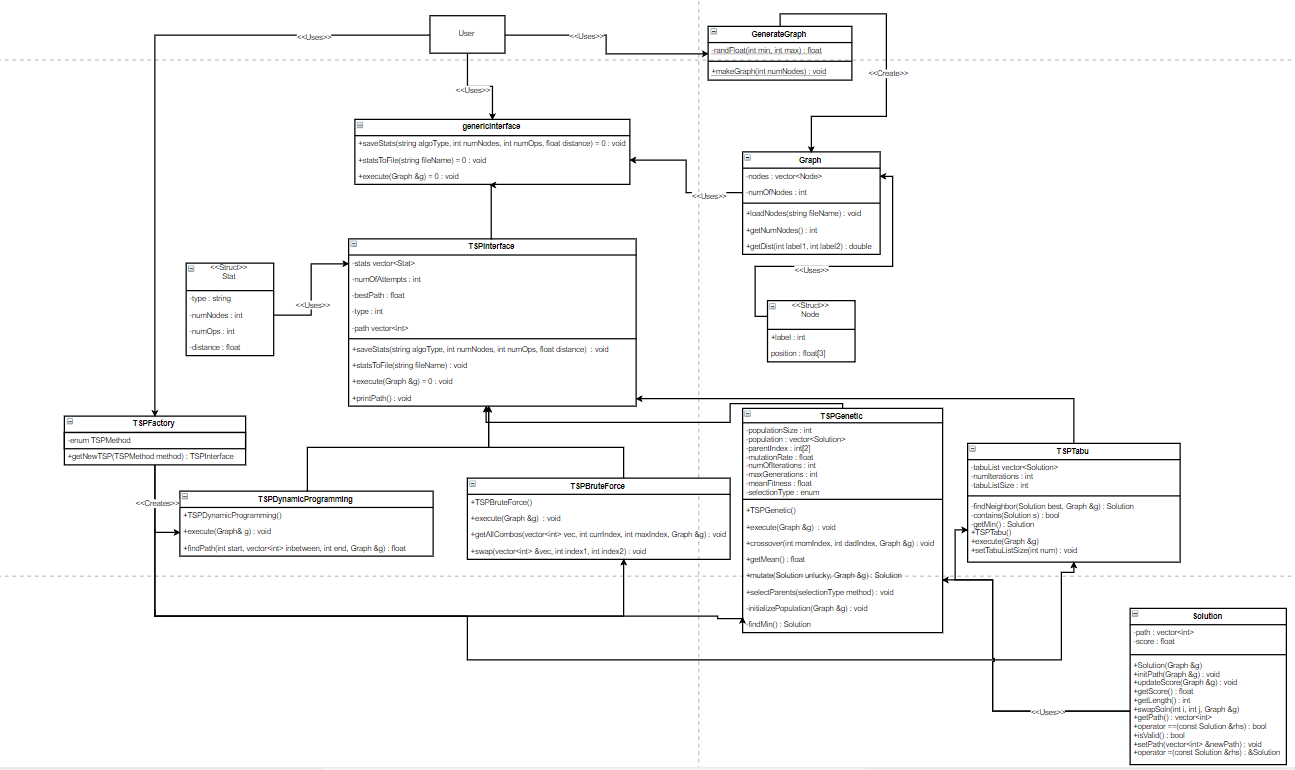 User
<<Uses>>
<<Uses>>
<<Uses>>
GenerateGraph
-randFloat(int min, int max) : float
+makeGraph(int numNodes) : void
<<Create>>
genericInterface
+saveStats(string algoType, int numNodes, int numOps, float distance) = 0 : void
+statsToFile(string fileName) = 0 : void
+execute(Graph &g) = 0 : void
Graph
-nodes : vector<Node>
-numOfNodes : int
+loadNodes(string fileName) : void
+getNumNodes() : int
+getDist(int label1, int label2) : double
<<Uses>>
<<Uses>>
<<Struct>>
Node
+label : int
position : float[3]
TSPInterface
-stats vector<Stat>
-numOfAttempts : int
-bestPath : float
-type : int
-path vector<int>
+saveStats(string algoType, int numNodes, int numOps, float distance) : void
+statsToFile(string fileName) : void
+execute(Graph &g) = 0 : void
+printPath() : void
<<Struct>>
Stat
-type : string
-numNodes : int
-numOps : int
-distance : float
<<Uses>>
TSPFactory
-enum TSPMethod
+getNewTSP(TSPMethod method) : TSPInterface
<<Creates>>
TSPDynamicProgramming
+TSPDynamicProgramming()
+execute(Graph& g) : void
+findPath(int start, vector<int> inbetween, int end, Graph &g) : float
TSPBruteForce
+TSPBruteForce()
+execute(Graph &g) : void
+getAllCombos(vector<int> vec, int currIndex, int maxIndex, Graph &g) : void
+swap(vector<int> &vec, int index1, int index2) : void
TSPGenetic
-populationSize : int
-population : vector<Solution>
-parentIndex : int[2]
-mutationRate : float
-numOfIterations : int
-maxGenerations : int
-meanFitness : float
-selectionType : enum
+TSPGenetic()
+execute(Graph &g) : void
+crossover(int momIndex, int dadIndex, Graph &g) : void
+getMean() : float
+mutate(Solution unlucky, Graph &g) : Solution
+selectParents(selectionType method) : void
-initializePopulation(Graph &g) : void
-findMin() : Solution
TSPTabu
-tabuList vector<Solution>
-numIterations : int
-tabuListSize : int
-findNeighbor(Solution best, Graph &g) : Solution
-contains(Solution s) : bool
-getMin() : Solution
+TSPTabu()
+execute(Graph &g)
+setTabuListSize(int num) : void
Solution
-path : vector<int>
-score : float
+Solution(Graph &g)
+initPath(Graph &g) : void
+updateScore(Graph &g) : void
+getScore() : float
+getLength() : int
+swapSoln(int i, int j, Graph &g)
+getPath() : vector<int>
+operator ==(const Solution &rhs) : bool
+isValid() : bool
+setPath(vector<int> &newPath) : void
+operator =(const Solution &rhs) : &Solution
<<Uses>>